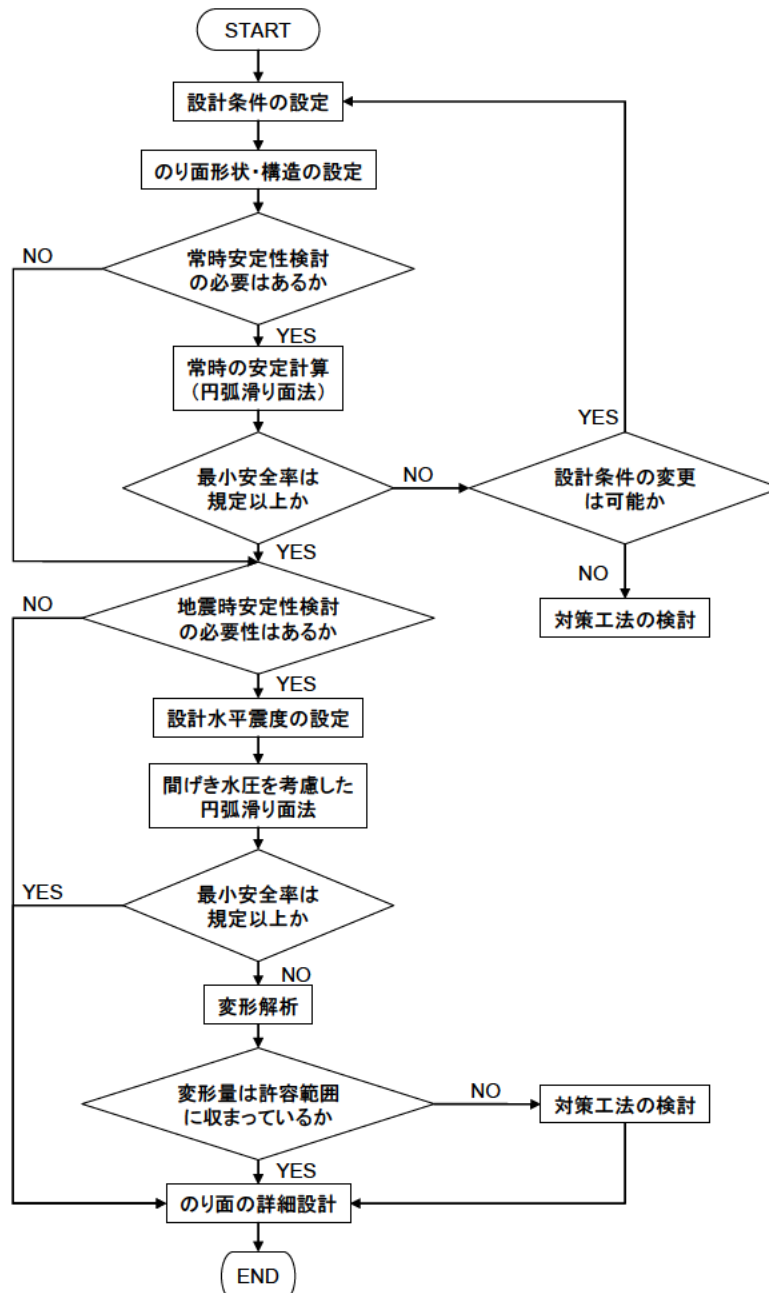 START
設計条件の設定
のり面形状・構造の設定
NO
常時安定性検討
の必要はあるか
YES
常時の安定計算
（円弧滑り面法）
YES
最小安全率は
規定以上か
NO
設計条件の変更
は可能か
YES
NO
NO
地震時安定性検討
の必要性はあるか
対策工法の検討
YES
設計水平震度の設定
間げき水圧を考慮した
円弧滑り面法
YES
最小安全率は
規定以上か
NO
変形解析
変形量は許容範囲
に収まっているか
NO
対策工法の検討
YES
のり面の詳細設計
END